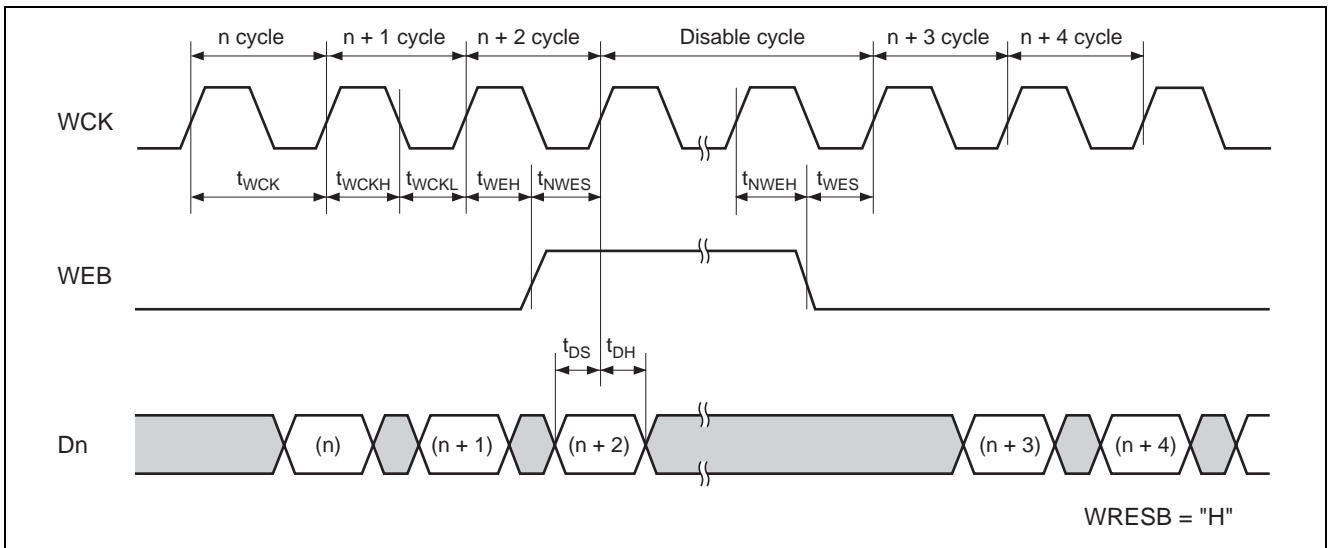 n cycle n + 1 cycle n + 2 cycle Disable cycle n + 3 cycle n + 4 cycle
WCK
tWCK tWCKH tWCKL tWEH tNWES tNWEH tWES
WEB
tDS tDH
Dn (n) (n + 1) (n + 2) (n + 3) (n + 4)
WRESB = "H"